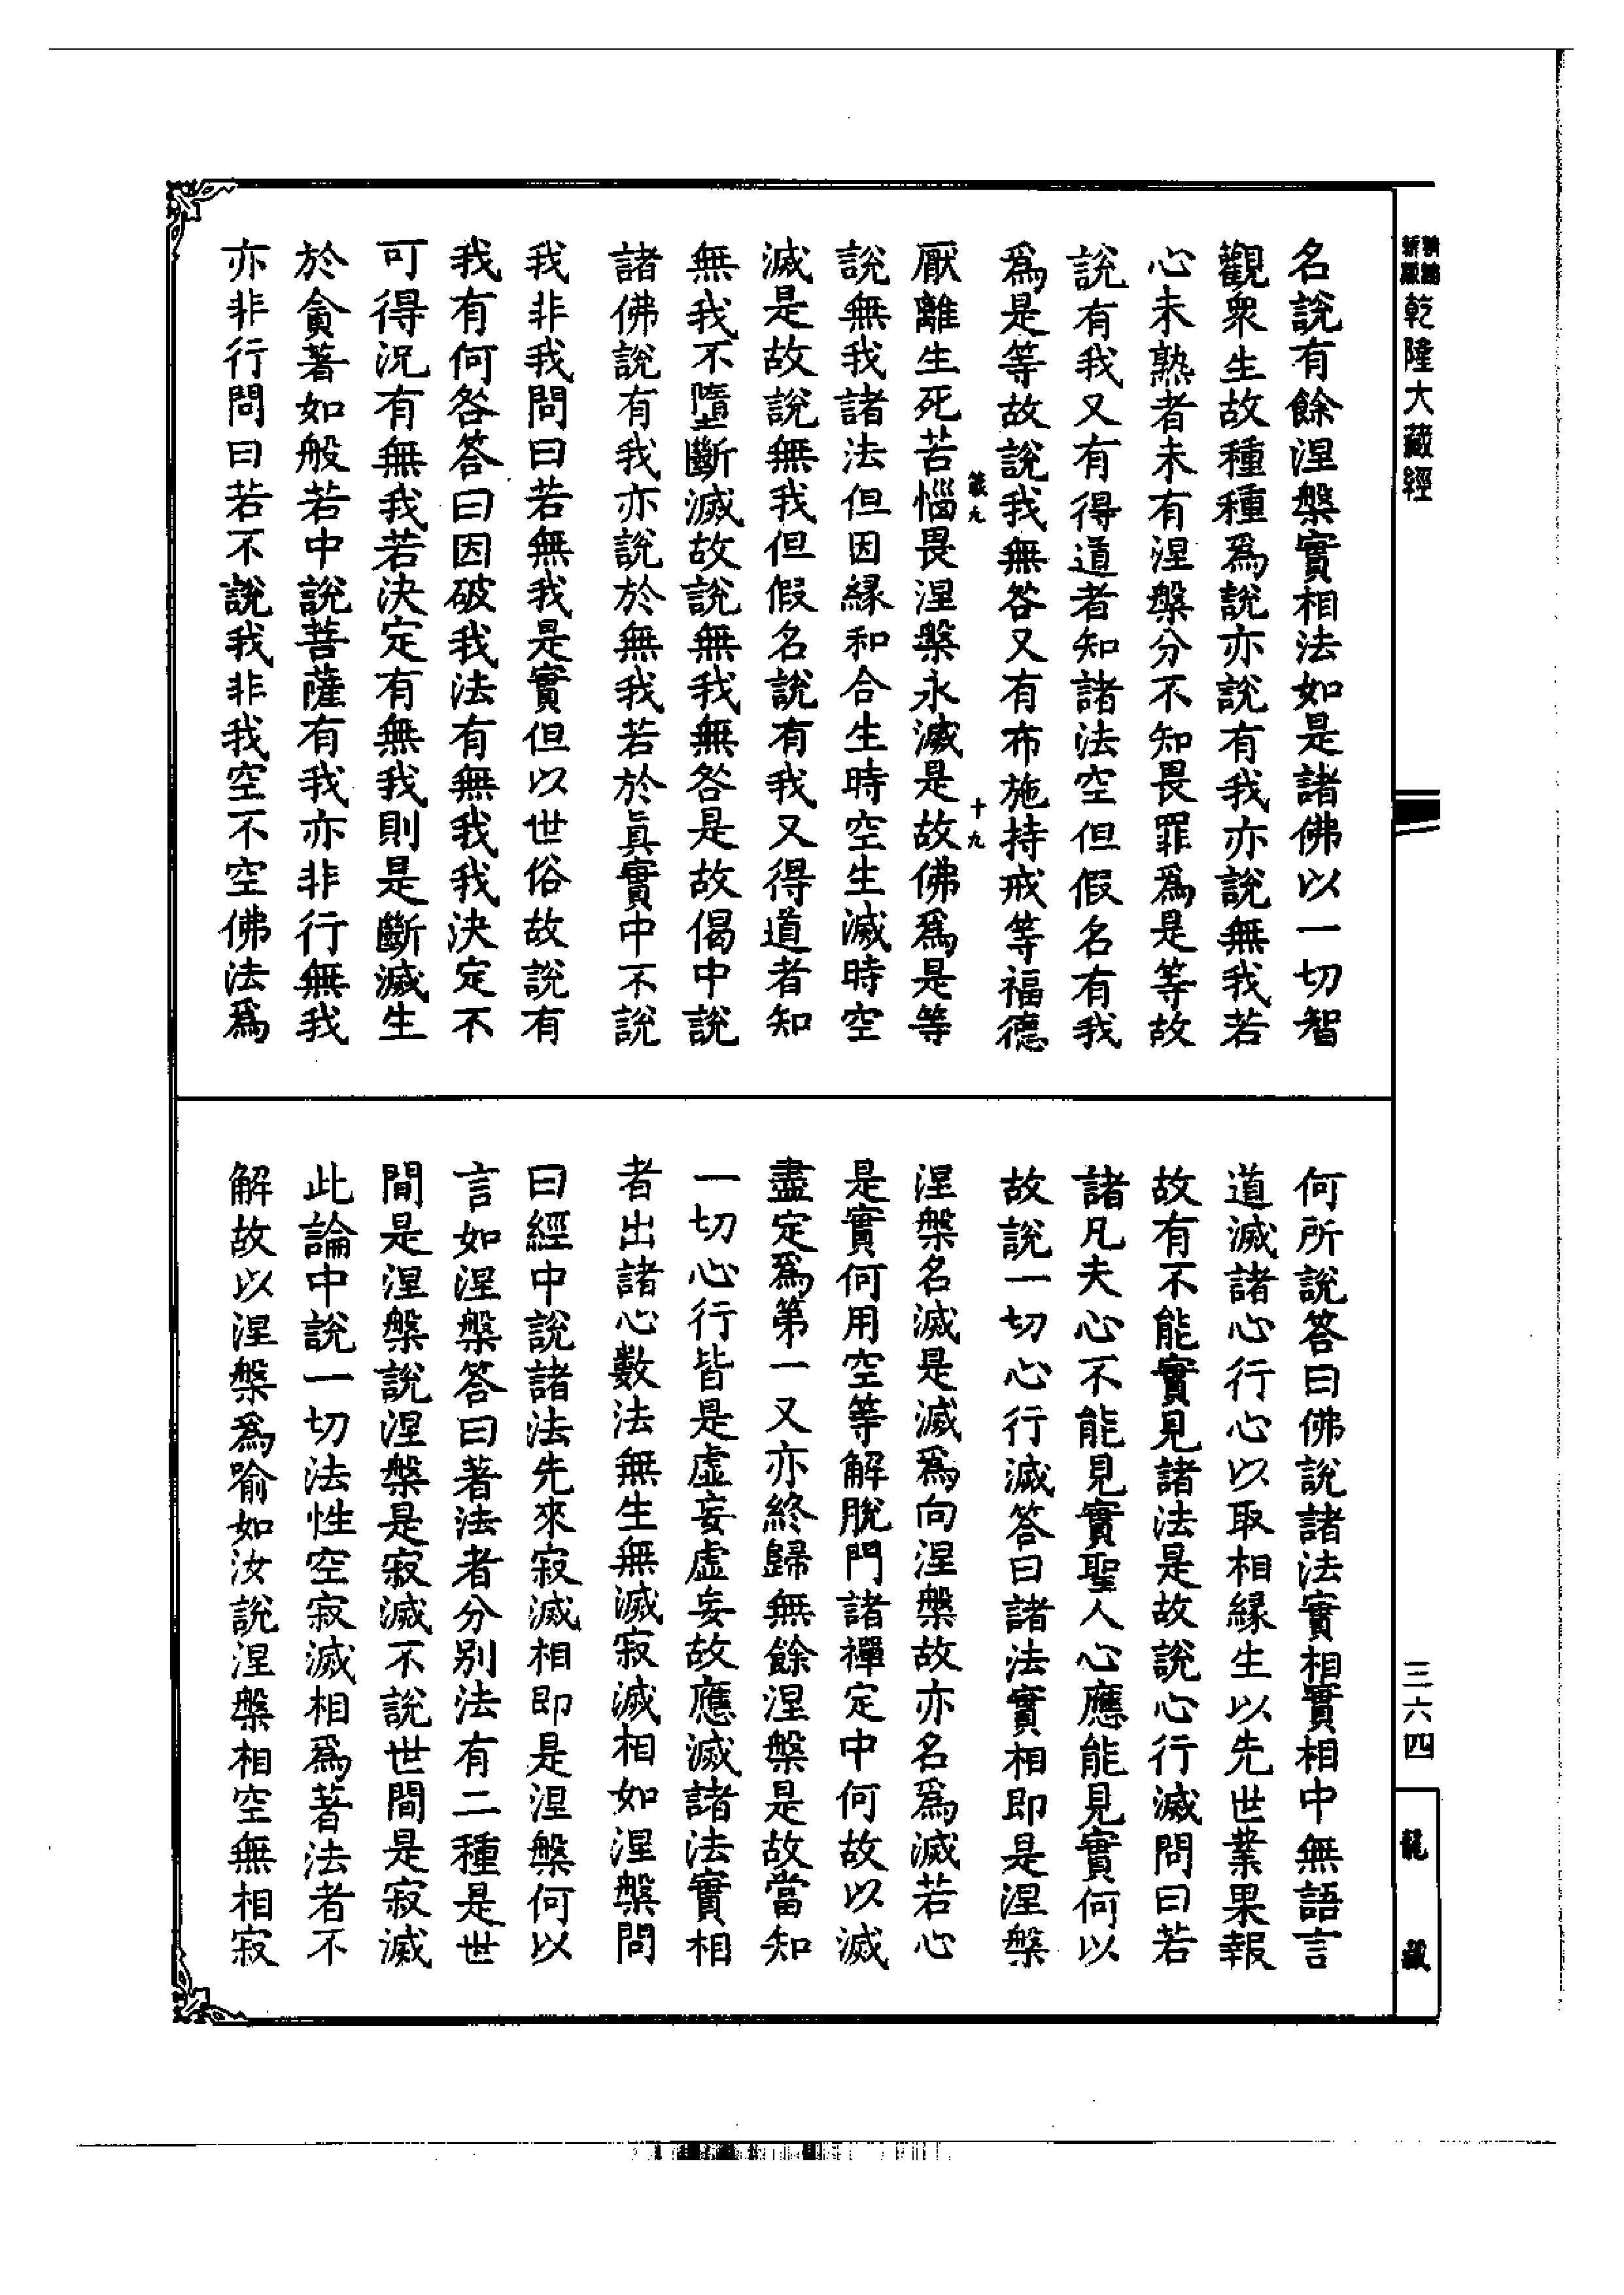 乾隆大藏經
名說有餘涅槃實相法如是諸佛以一切智
觀衆生故種種爲說亦說有我亦說無我若
心未熟者未有涅槃分不知畏罪爲是等故
說有我又有得道者知諸法空但假名有我
爲是等故說我無咎又有布施持戒等福德
十九
厭離生死苦惱畏涅槃永滅是故佛爲是等
說無我諸法但因緣和合生時空生滅時空
滅是故說無我但假名說有我又得道者知
無我不墮斷滅故說無我無咎是故偈中說
諸佛說有我亦說於無我若於眞實中不說
我非我問曰若無我是實但以世俗故說有
我有何咎答曰因破我法有無我我決定不
可得況有無我若決定有無我則是斷滅生
於貪著如般若中說菩薩有我亦非行無我
亦非行問曰若不說我非我空不空佛法爲
何所說答曰佛說諸法實相實相中無語言
道滅諸心行心以取相緣生以先世業果報
故有不能實見諸法是故說心行滅問曰若
諸凡夫心不能見實聖人心應能見實何以
故說一切心行滅答曰諸法實相即是涅槃
涅槃名滅是滅爲向涅槃故亦名爲滅若心
是實何用空等解脫門諸禪定中何故以滅
盡定爲第一又亦終歸無餘涅槃是故當知
一切心行皆是虛妄虛妄故應滅諸法實相
者出諸心數法無生無滅寂滅相如涅槃問
曰經中說諸法先來寂滅相即是涅槃何以
言如涅槃答曰著法者分別法有二種是世
間是涅槃說涅槃是寂滅不說世間是寂滅
此論中說一切法性空寂滅相爲著法者不
解故以涅槃爲喻如汝說涅槃相空無相寂
三六四
龍藏